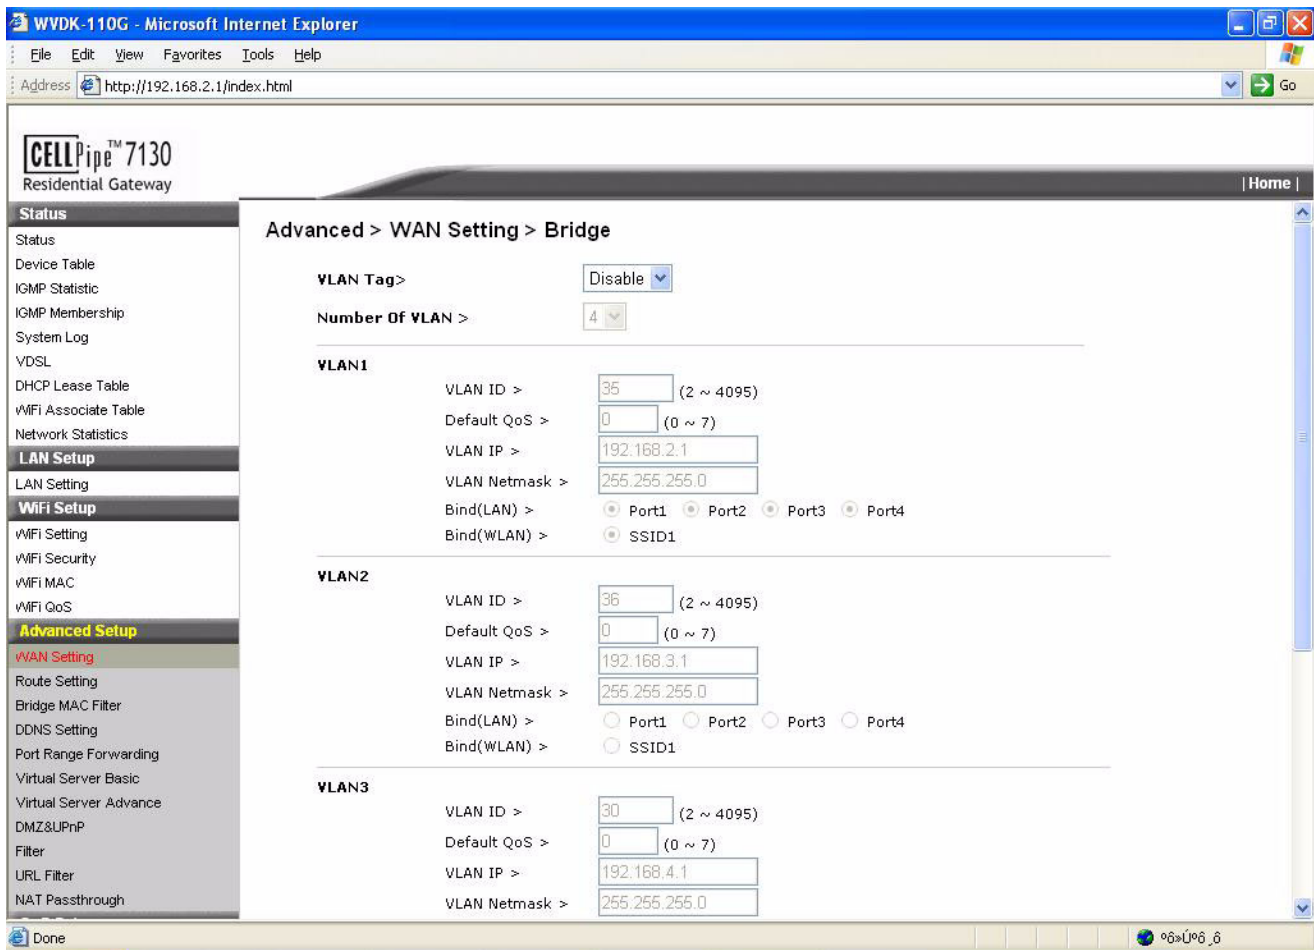 WVDK-110G - Microsoft Internet Explorer
File Edit View Favorites Tools Help
Address http://192.168.2.1/index.html Go
CELLPipe™ 7130
Residential Gateway
| Home |
Status
Status
Device Table
IGMP Statistic
IGMP Membership
System Log
VDSL
DHCP Lease Table
WiFi Associate Table
Network Statistics
LAN Setup
LAN Setting
WiFi Setup
WiFi Setting
WiFi Security
WiFi MAC
WiFi QoS
Advanced Setup
WAN Setting
Route Setting
Bridge MAC Filter
DDNS Setting
Port Range Forwarding
Virtual Server Basic
Virtual Server Advance
DMZ&UPnP
Filter
URL Filter
NAT Passthrough
Advanced > WAN Setting > Bridge
VLAN Tag> Disable
Number Of VLAN > 4
VLAN1
VLAN ID > 35 (2 ~ 4095)
Default QoS > 0 (0 ~ 7)
VLAN IP > 192.168.2.1
VLAN Netmask > 255.255.255.0
Bind(LAN) > Port1 Port2 Port3 Port4
Bind(WLAN) > SSID1
VLAN2
VLAN ID > 36 (2 ~ 4095)
Default QoS > 0 (0 ~ 7)
VLAN IP > 192.168.3.1
VLAN Netmask > 255.255.255.0
Bind(LAN) > Port1 Port2 Port3 Port4
Bind(WLAN) > SSID1
VLAN3
VLAN ID > 30 (2 ~ 4095)
Default QoS > 0 (0 ~ 7)
VLAN IP > 192.168.4.1
VLAN Netmask > 255.255.255.0
Done